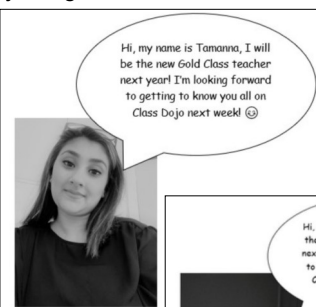 Hi, my name is Tamanna, I will
be the new Gold Class teacher
next year! I'm looking forward
to getting to know you all on
Class Dojo next week! ☺
Hi,
the
nex
to